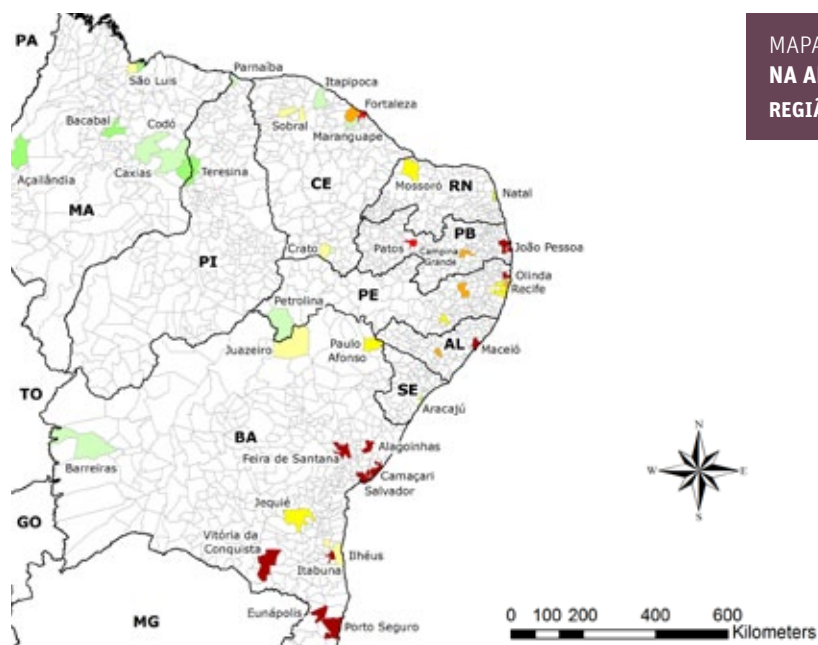 MAPA
NA A
REGIÃ
PA
São Luis
Parnaíba
Itapipoca
Fortaleza
Bacabal
Codó
Sobral
Maranguape
Açailândia
Caxias
Teresina
CE
Mossoró
RN
Natal
MA
PB
Patos
Campina
Grande
João Pessoa
Crato
PI
Olinda
Recife
PE
Petrolina
Juazeiro
Paulo
Afonso
AL
Maceió
SE
TO
Aracajú
BA
Alagoinhas
Feira de Santana
Barreiras
Camaçari
Salvador
Jequié
GO
Vitória da
Conquista
Ilhéus
Itabuna
Eunápolis
MG
Porto Seguro
N
W
E
S
0 100 200 400 600
Kilometers